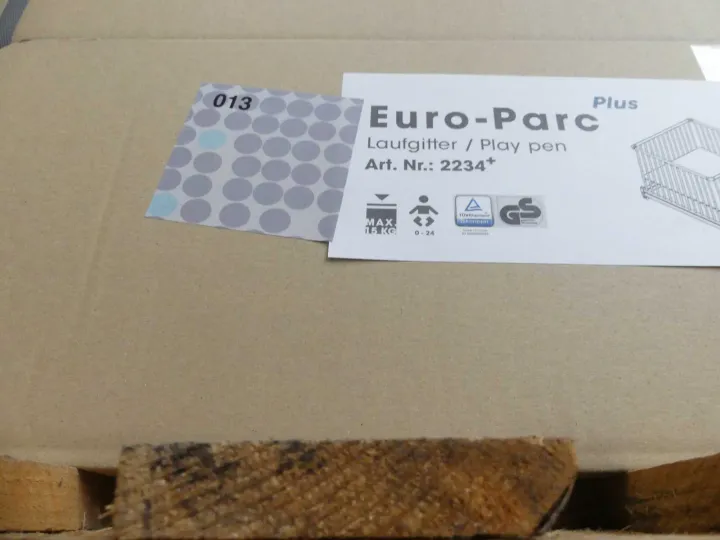 013
Euro-Parc Plus
Laufgitter / Play pen
Art. Nr.: 2234+
MAX.
15 KG
0 - 24
GS